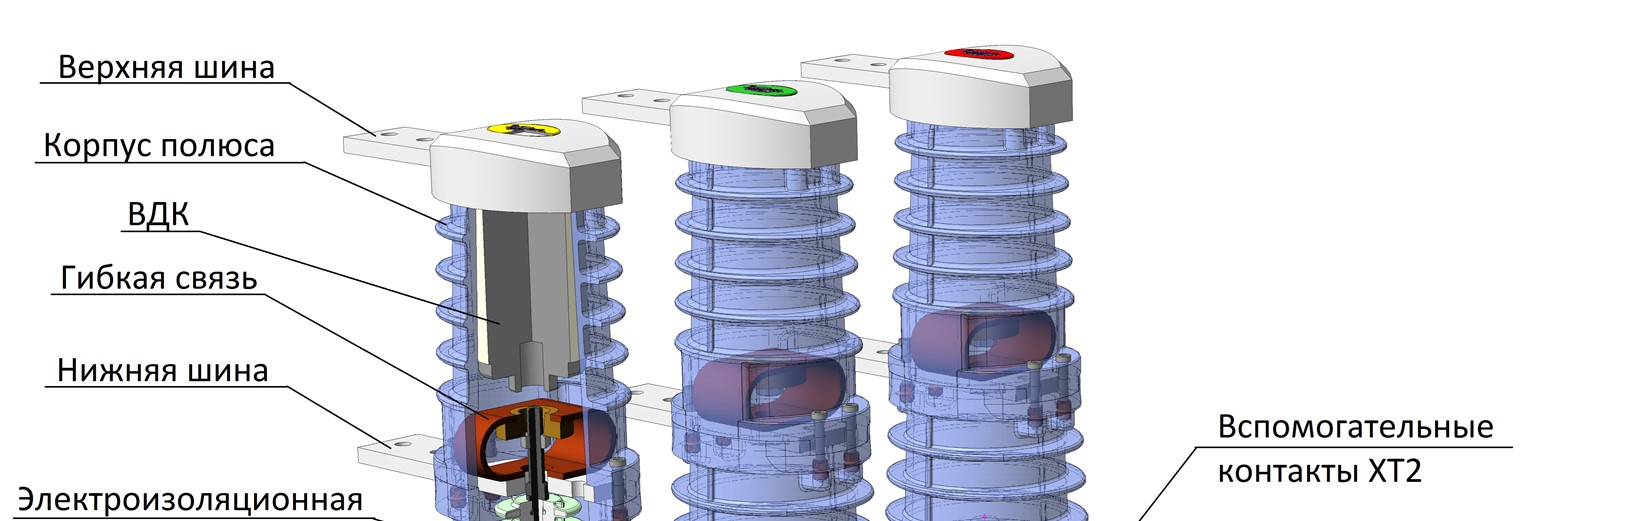 Верхняя шина
Корпус полюса
ВДК
Гибкая связь
Нижняя шина
Электроизоляционная
Вспомогательные
контакты XT2